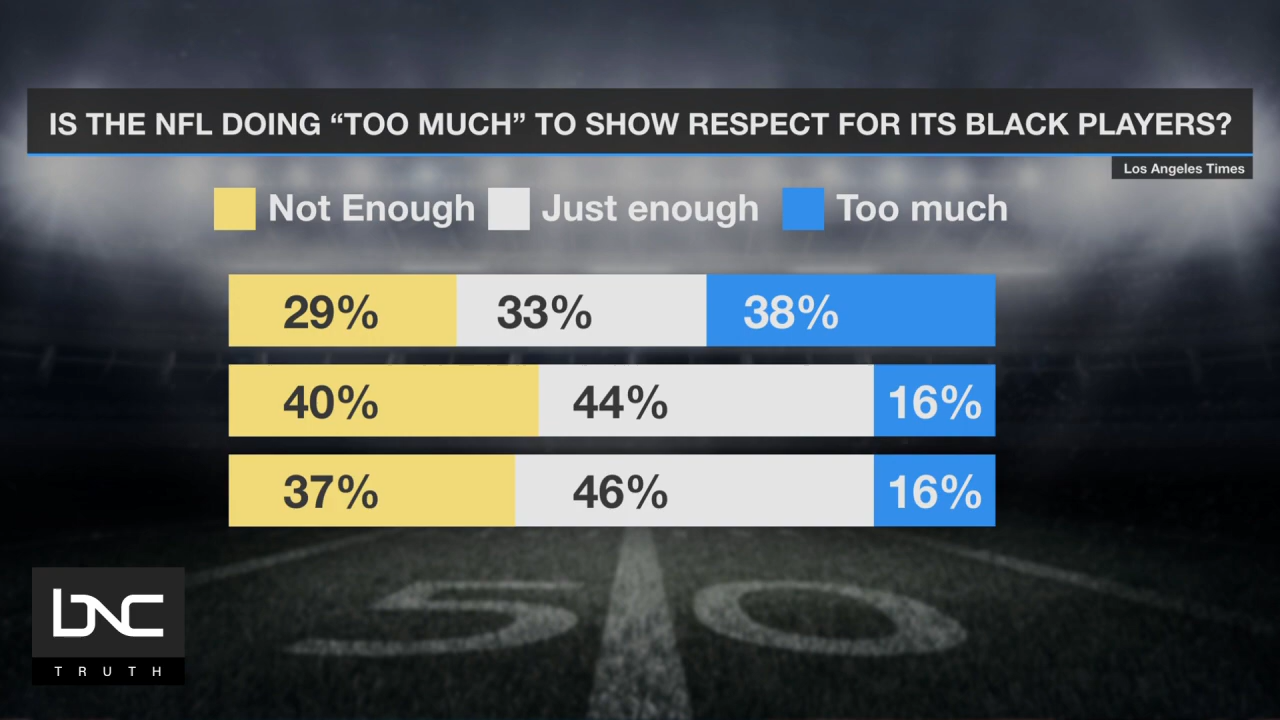 IS THE NFL DOING “TOO MUCH” TO SHOW RESPECT FOR ITS BLACK PLAYERS?
Los Angeles Times
Not Enough Just enough Too much
29% 33% 38%
40% 44% 16%
37% 46% 16%
50
bnc
TRUTH